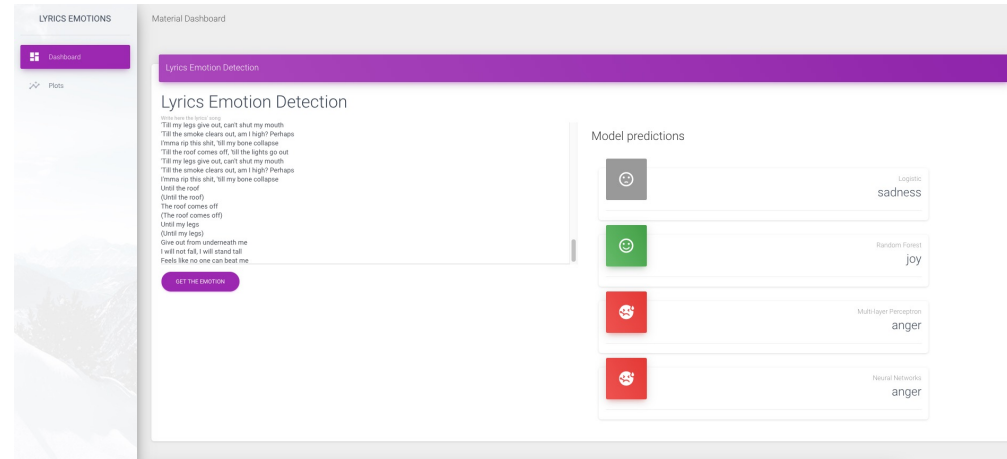 LYRICS EMOTIONS
Dashboard
Plots
Material Dashboard
Lyrics Emotion Detection
Lyrics Emotion Detection
Write here the lyrics' song
'Till my legs give out, can't shut my mouth
'Till the smoke clears out, am I high? Perhaps
I'mma rip this shit, 'till my bone collapse
'Till the roof comes off, 'till the lights go out
'Till my legs give out, can't shut my mouth
'Till the smoke clears out, am I high? Perhaps
I'mma rip this shit, 'till my bone collapse
Until the roof
(Until the roof)
The roof comes off
(The roof comes off)
Until my legs
(Until my legs)
Give out from underneath me
I will not fall, I will stand tall
Feels like no one can beat me
GET THE EMOTION
Model predictions
Logistic
sadness
Random Forest
joy
Multi-layer Perceptron
anger
Neural Networks
anger